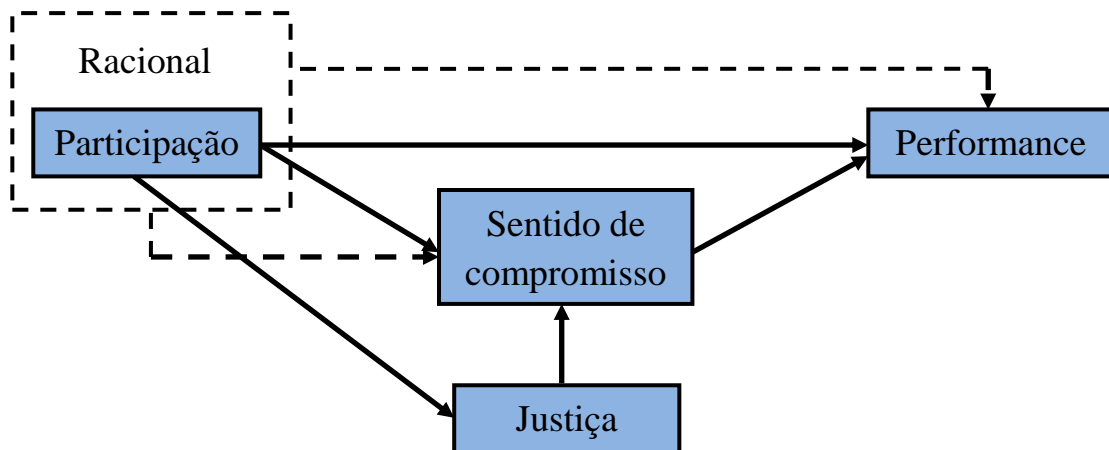 Racional
Participação
Performance
Sentido de
compromisso
Justiça